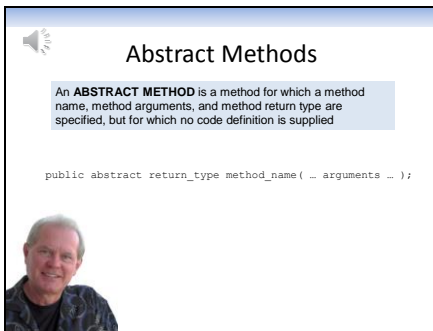 Abstract Methods
An ABSTRACT METHOD is a method for which a method
name, method arguments, and method return type are
specified, but for which no code definition is supplied
public abstract return_type method_name( … arguments … );